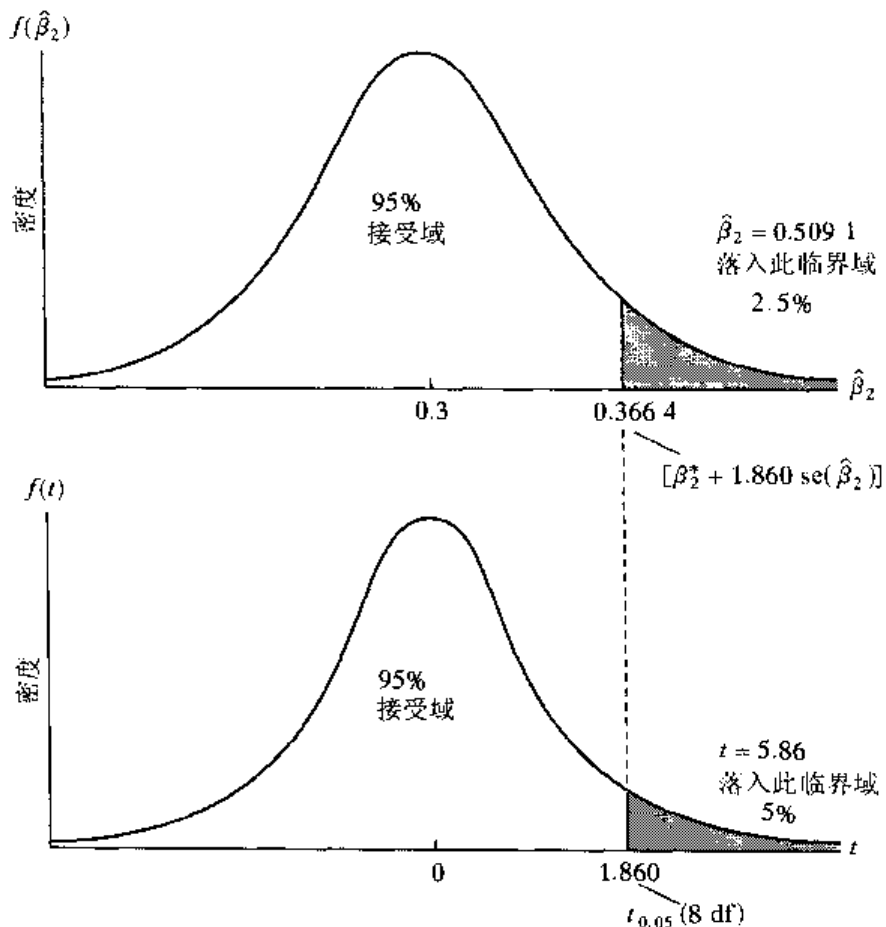 f(β̂₂)
密度
95%
接受域
β̂₂ = 0.509 1
落入此临界域
2.5%
0.3
0.366 4
β̂₂
[β₂* + 1.860 se(β̂₂)]
f(t)
密度
95%
接受域
t = 5.86
落入此临界域
5%
0
1.860
t
t₀.₀₅ (8 df)